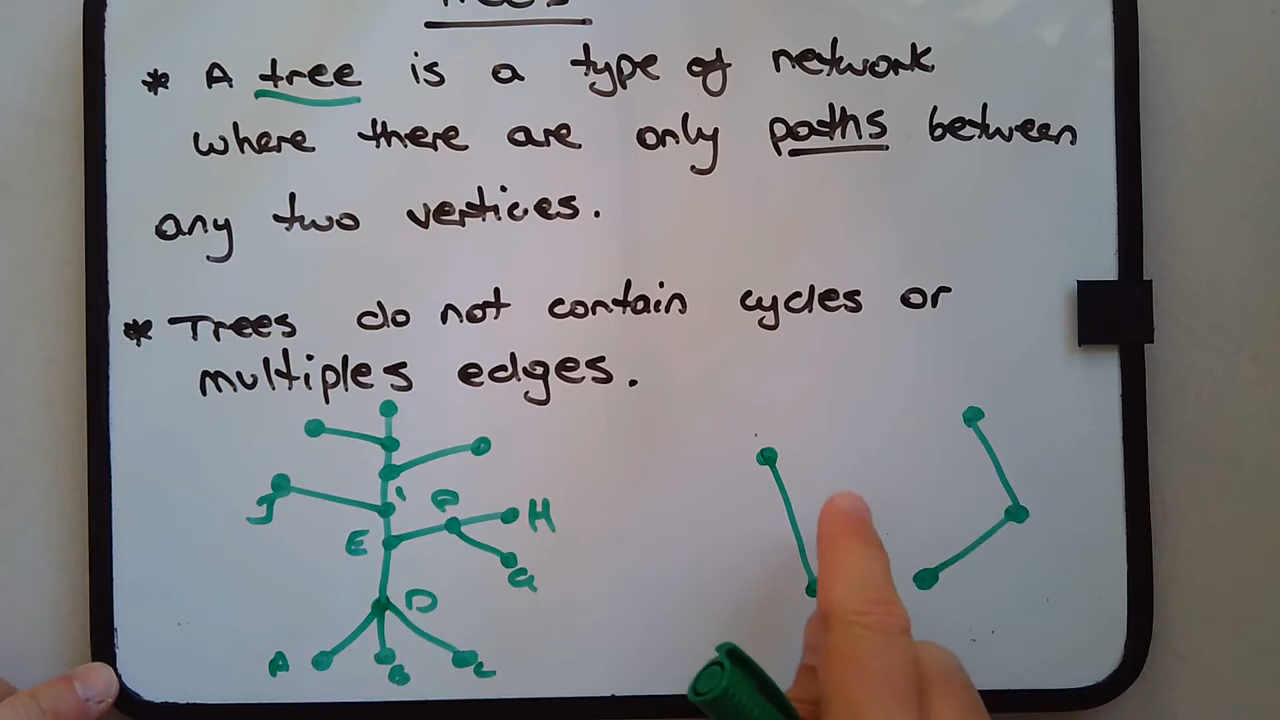 Trees
* A tree is a type of network
where there are only paths between
any two vertices.
* Trees do not contain cycles or
multiples edges.
J
E
H
G
D
A
B
C